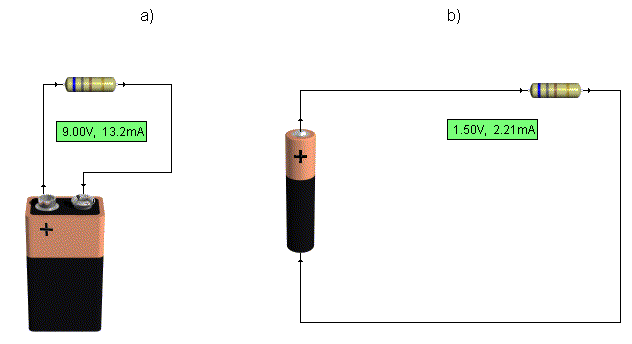 a)
b)
9.00V, 13.2mA
1.50V, 2.21mA
+
+